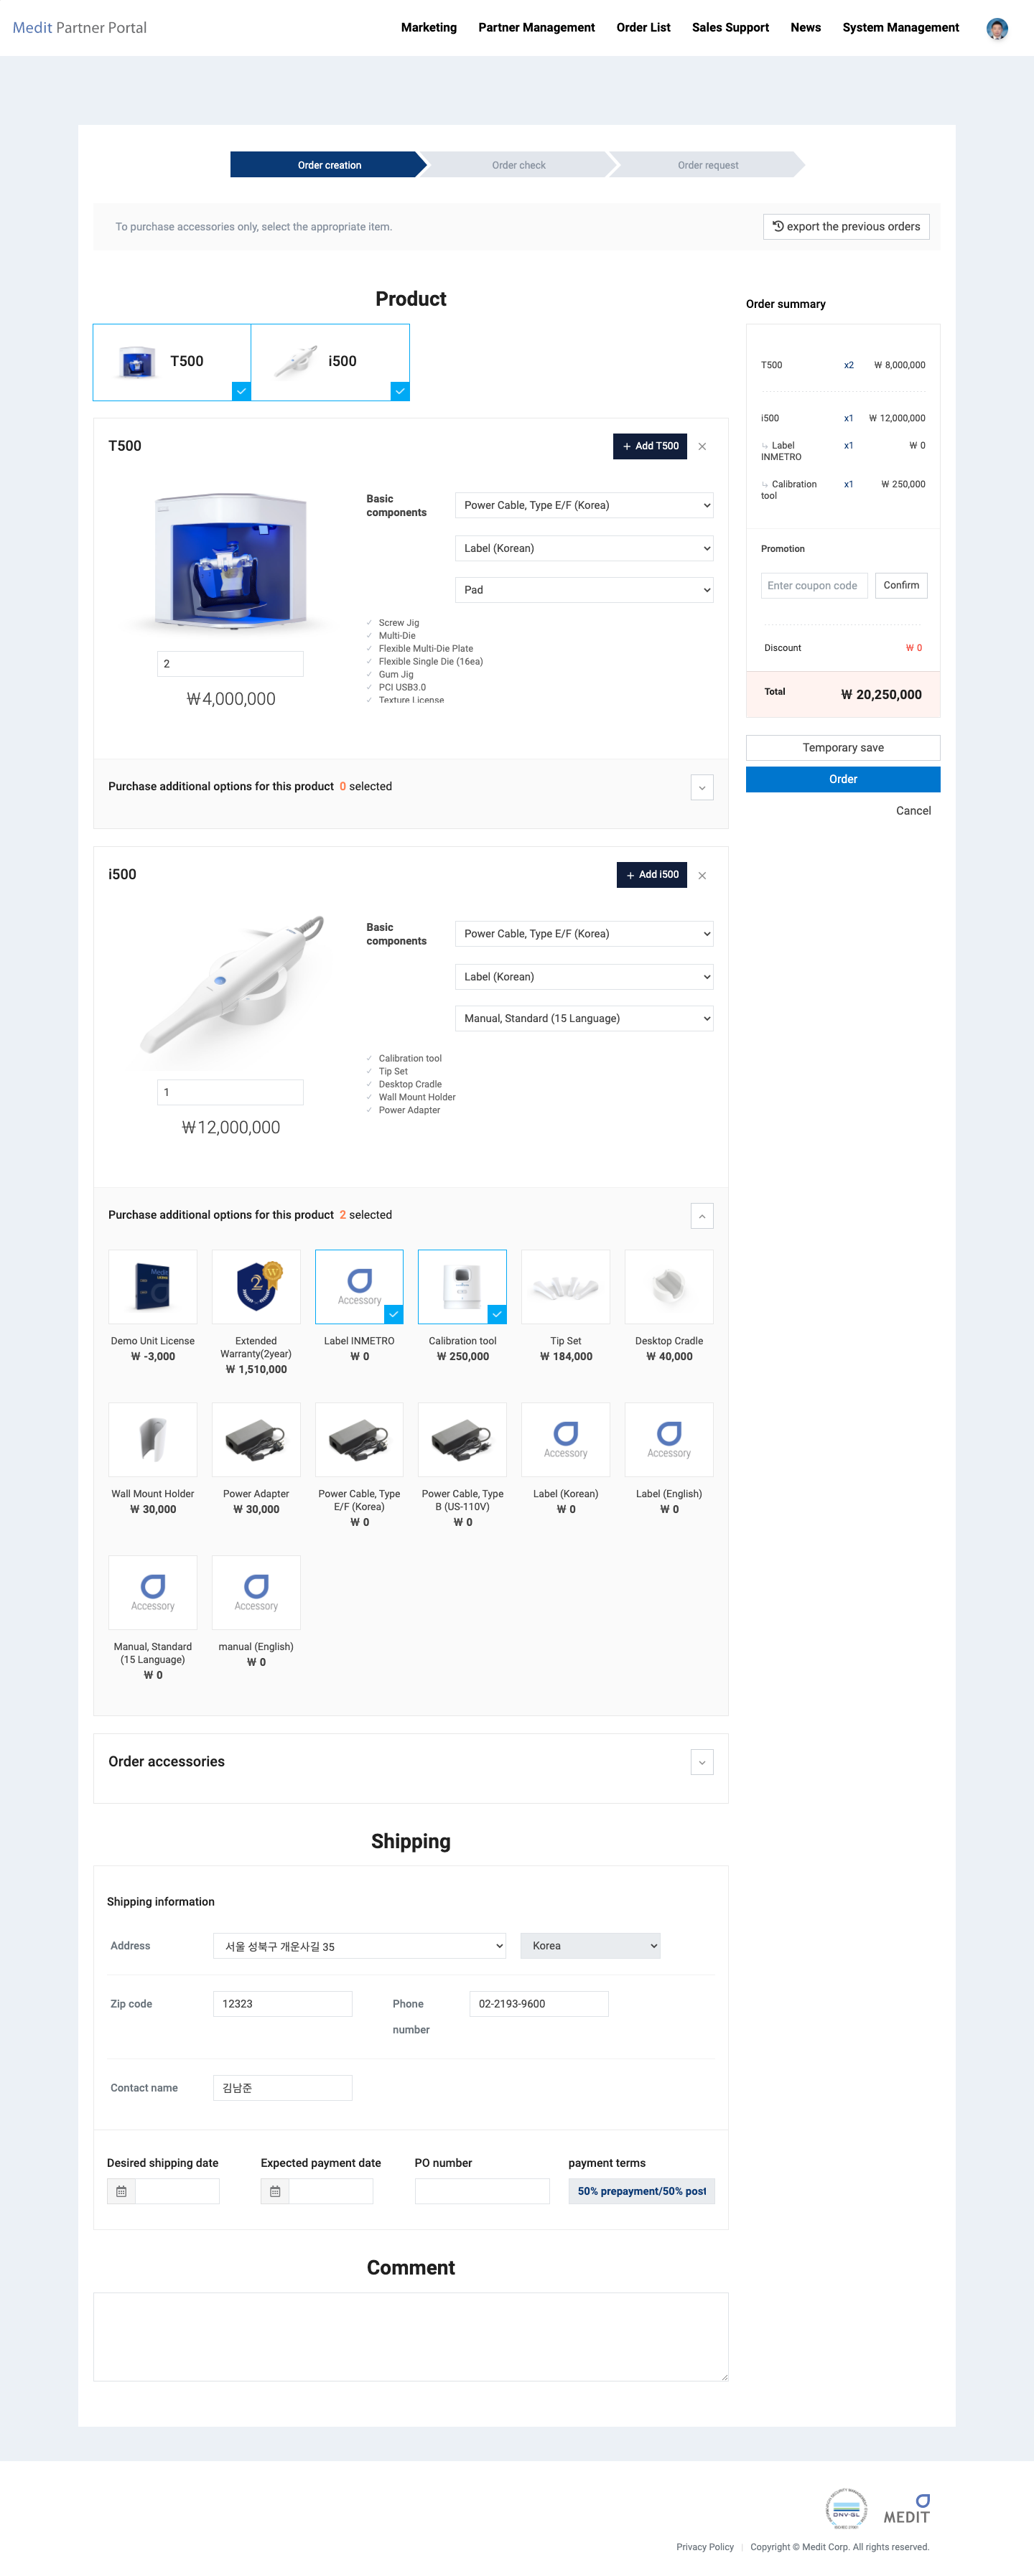 Medit Partner Portal
Marketing Partner Management Order List Sales Support News System Management
Order creation Order check Order request
To purchase accessories only, select the appropriate item.
export the previous orders
Product
T500
i500
T500
+ Add T500
Basic
components
Power Cable, Type E/F (Korea)
Label (Korean)
Pad
Screw Jig
Multi-Die
Flexible Multi-Die Plate
Flexible Single Die (16ea)
Gum Jig
PCI USB3.0
Texture License
2
₩4,000,000
Purchase additional options for this product 0 selected
i500
+ Add i500
Basic
components
Power Cable, Type E/F (Korea)
Label (Korean)
Manual, Standard (15 Language)
Calibration tool
Tip Set
Desktop Cradle
Wall Mount Holder
Power Adapter
1
₩12,000,000
Purchase additional options for this product 2 selected
Demo Unit License
₩ -3,000
Extended
Warranty(2year)
₩ 1,510,000
Accessory
Label INMETRO
₩ 0
Calibration tool
₩ 250,000
Tip Set
₩ 184,000
Desktop Cradle
₩ 40,000
Wall Mount Holder
₩ 30,000
Power Adapter
₩ 30,000
Power Cable, Type
E/F (Korea)
₩ 0
Power Cable, Type
B (US-110V)
₩ 0
Accessory
Label (Korean)
₩ 0
Accessory
Label (English)
₩ 0
Accessory
Manual, Standard
(15 Language)
₩ 0
Accessory
manual (English)
₩ 0
Order accessories
Shipping
Shipping information
Address
서울 성북구 개운사길 35
Korea
Zip code
12323
Phone
number
02-2193-9600
Contact name
김남준
Desired shipping date
Expected payment date
PO number
payment terms
50% prepayment/50% post
Comment
Order summary
T500 x2 ₩ 8,000,000
i500 x1 ₩ 12,000,000
Label
INMETRO
x1 ₩ 0
Calibration
tool
x1 ₩ 250,000
Promotion
Enter coupon code
Confirm
Discount ₩ 0
Total ₩ 20,250,000
Temporary save
Order
Cancel
DNV·GL
MEDIT
Privacy Policy | Copyright © Medit Corp. All rights reserved.